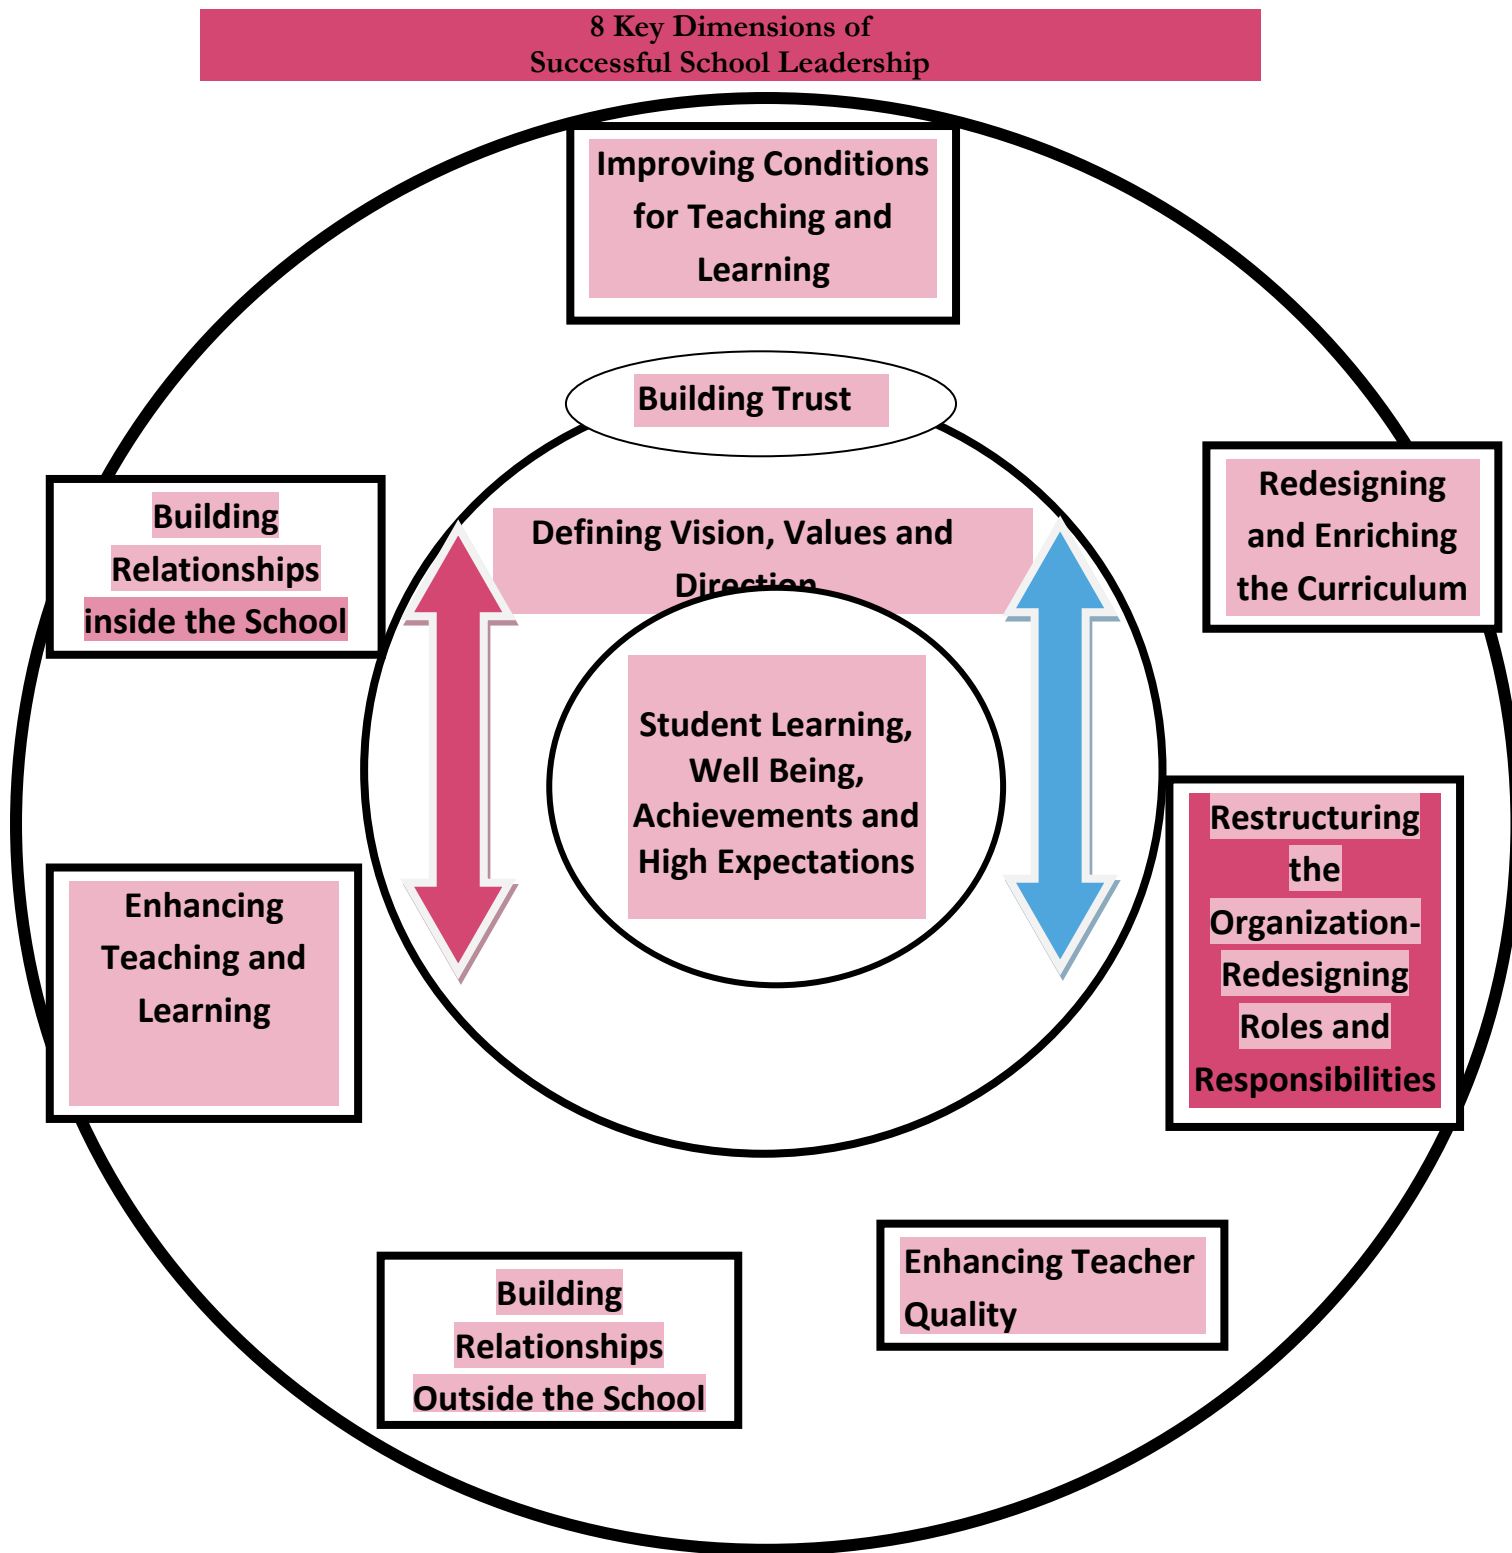 8 Key Dimensions of
Successful School Leadership
Improving Conditions
for Teaching and
Learning
Building Trust
Building
Relationships
inside the School
Defining Vision, Values and
Direction
Redesigning
and Enriching
the Curriculum
Student Learning,
Well Being,
Achievements and
High Expectations
Restructuring
the
Organization-
Redesigning
Roles and
Responsibilities
Enhancing
Teaching and
Learning
Enhancing Teacher
Quality
Building
Relationships
Outside the School